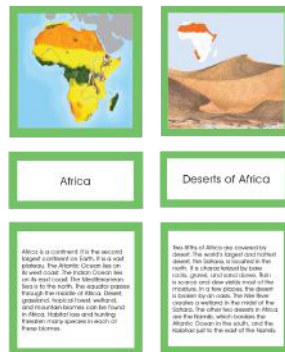 Africa
Deserts of Africa
Africa is a continent. It is the second
largest continent on Earth. It is a vast
plateau. The Atlantic Ocean lies on
its west coast. The Indian Ocean lies
on its east coast. The Mediterranean
Sea is to the north. The equator passes
through the middle of Africa. Desert,
grassland, tropical forest, wetland,
and mountain biomes can be found
in Africa. Habitat loss and hunting
threaten many species in each of
these biomes.
Two fifths of Africa are covered by
desert. The world's largest and hottest
desert, the Sahara, is located in the
north. It is characterized by bare
rocks, gravel, and sand dunes. Rain
is scarce and dew yields most of the
moisture. In a few places, the desert
is broken by an oasis. The Nile River
creates a wetland in the midst of the
Sahara. The other two deserts in Africa
are the Namib, which borders the
Atlantic Ocean in the south, and the
Kalahari just to the east of the Namib.